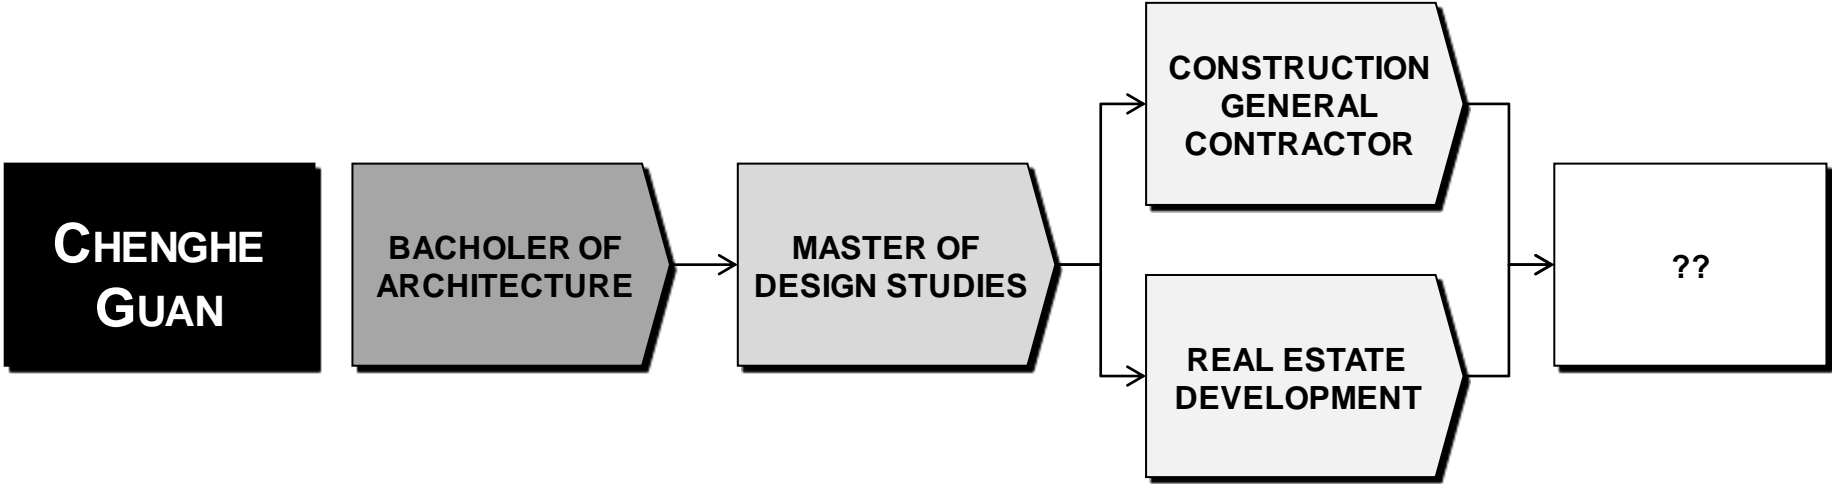 CHENGHE
GUAN
BACHOLER OF
ARCHITECTURE
MASTER OF
DESIGN STUDIES
CONSTRUCTION
GENERAL
CONTRACTOR
REAL ESTATE
DEVELOPMENT
??